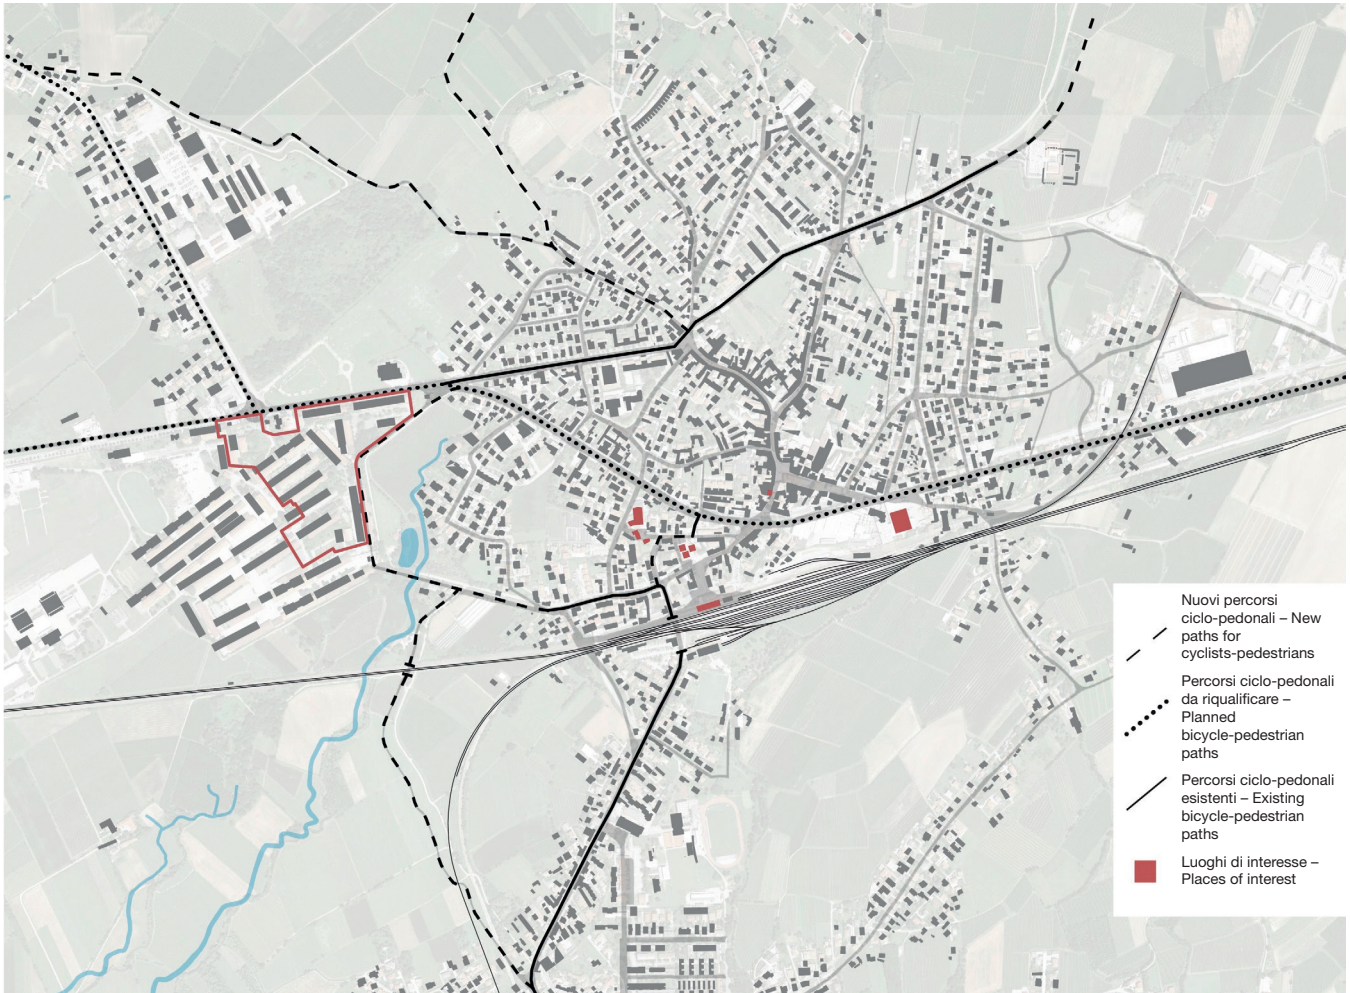 Nuovi percorsi
ciclo-pedonali – New
paths for
cyclists-pedestrians
Percorsi ciclo-pedonali
da riqualificare –
Planned
bicycle-pedestrian
paths
Percorsi ciclo-pedonali
esistenti – Existing
bicycle-pedestrian
paths
Luoghi di interesse –
Places of interest